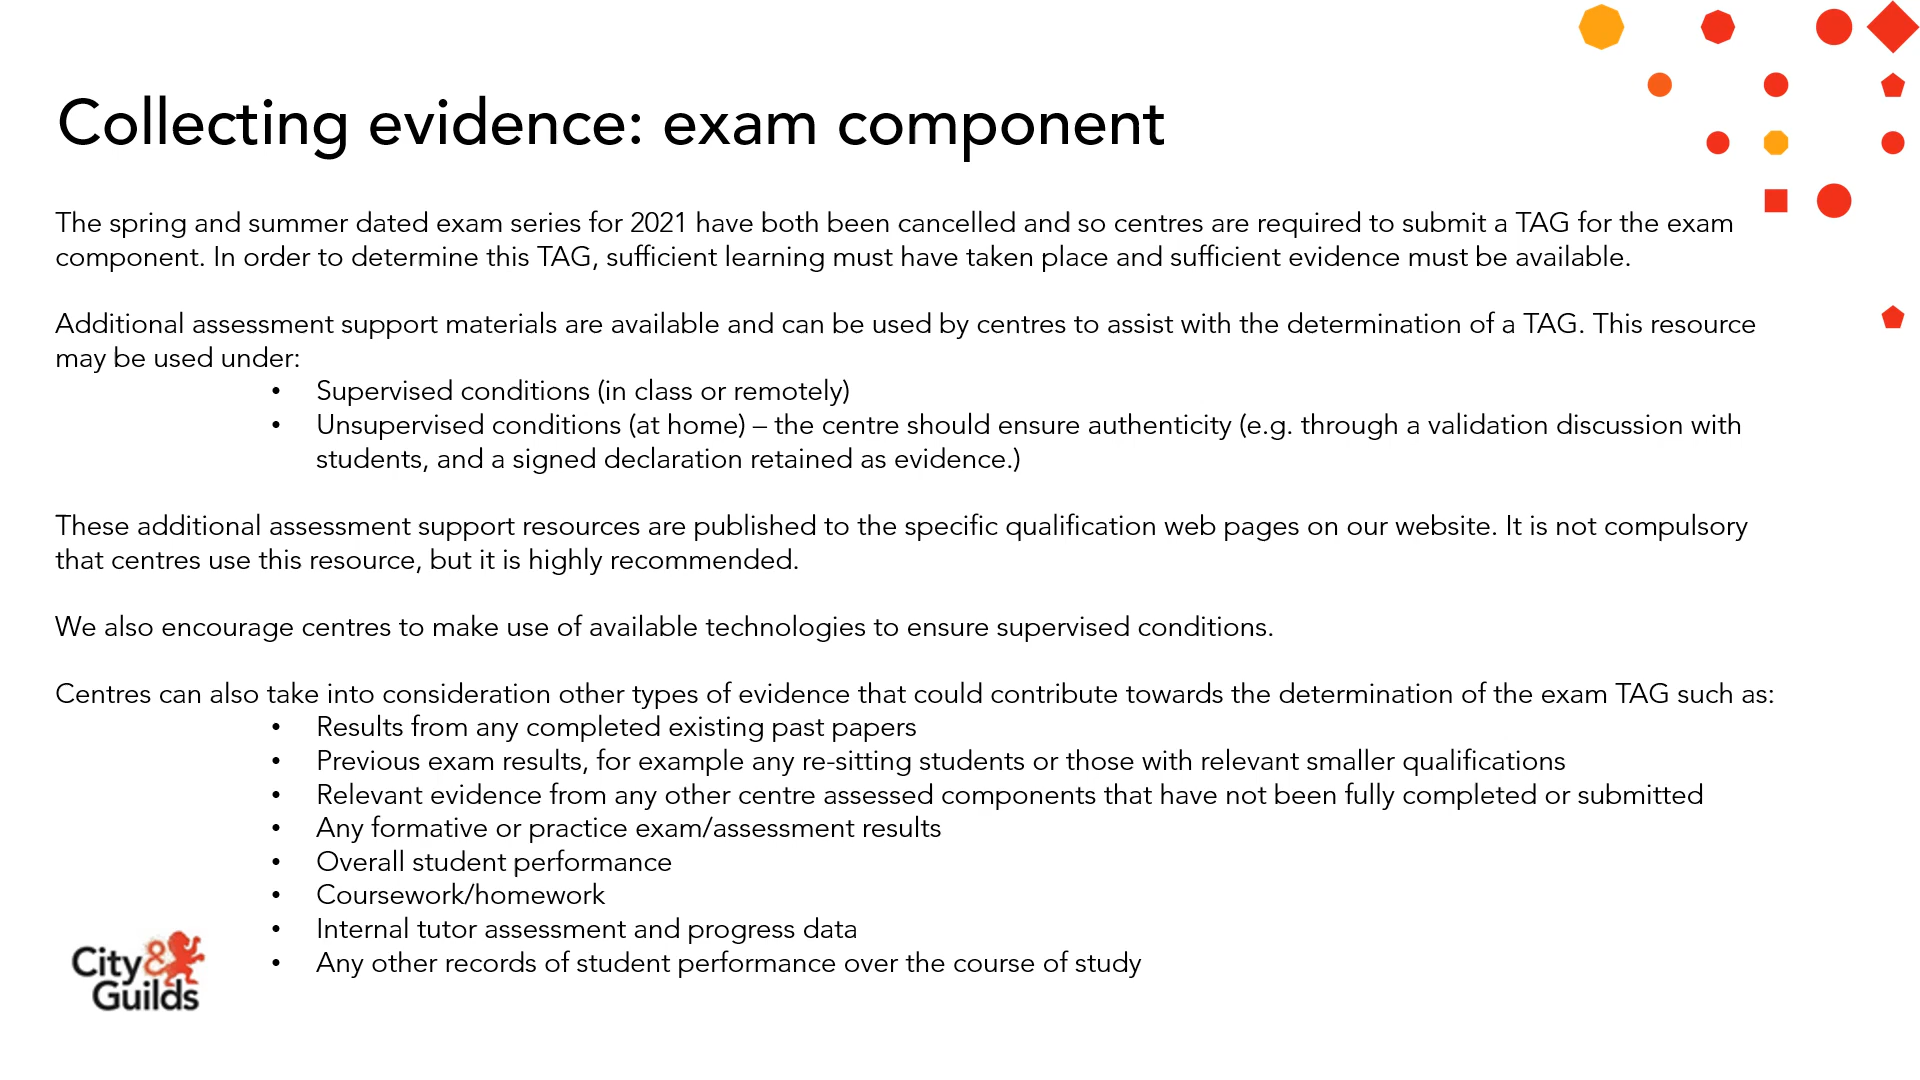 Collecting evidence: exam component
The spring and summer dated exam series for 2021 have both been cancelled and so centres are required to submit a TAG for the exam
component. In order to determine this TAG, sufficient learning must have taken place and sufficient evidence must be available.
Additional assessment support materials are available and can be used by centres to assist with the determination of a TAG. This resource
may be used under:
• Supervised conditions (in class or remotely)
• Unsupervised conditions (at home) – the centre should ensure authenticity (e.g. through a validation discussion with
students, and a signed declaration retained as evidence.)
These additional assessment support resources are published to the specific qualification web pages on our website. It is not compulsory
that centres use this resource, but it is highly recommended.
We also encourage centres to make use of available technologies to ensure supervised conditions.
Centres can also take into consideration other types of evidence that could contribute towards the determination of the exam TAG such as:
• Results from any completed existing past papers
• Previous exam results, for example any re-sitting students or those with relevant smaller qualifications
• Relevant evidence from any other centre assessed components that have not been fully completed or submitted
• Any formative or practice exam/assessment results
• Overall student performance
• Coursework/homework
• Internal tutor assessment and progress data
• Any other records of student performance over the course of study
City&
Guilds